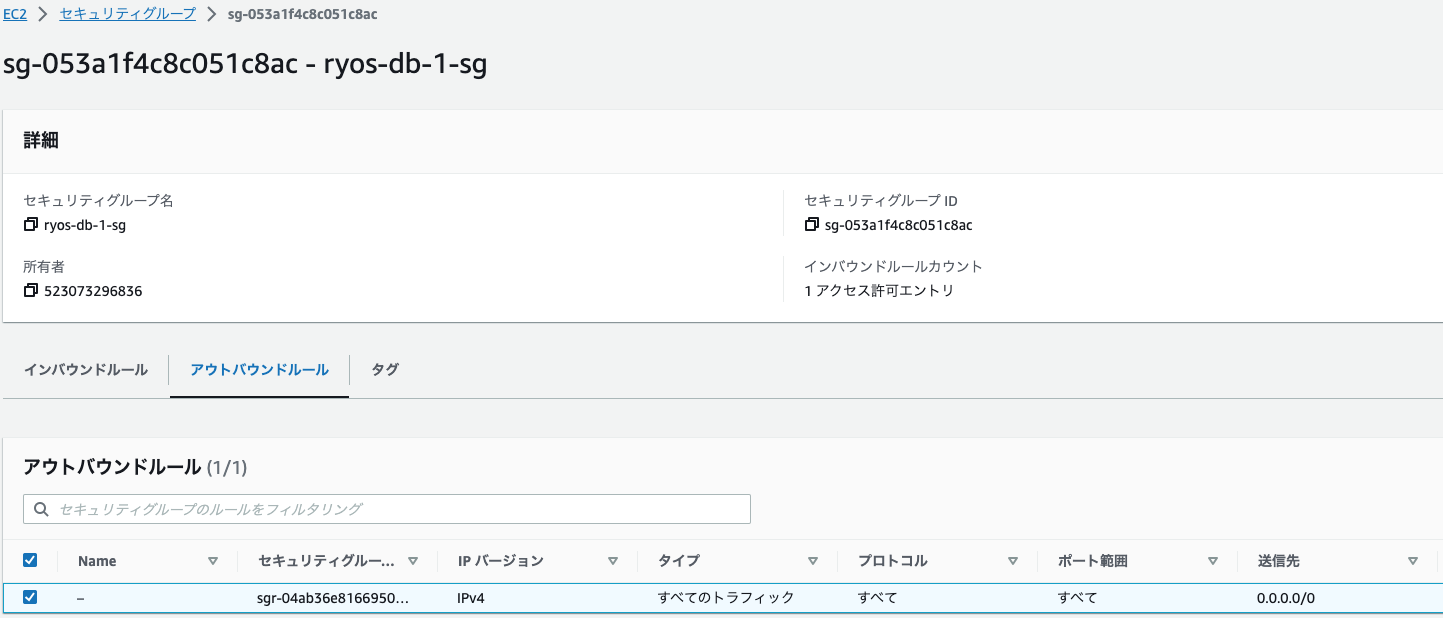 EC2 > セキュリティグループ > sg-053a1f4c8c051c8ac
sg-053a1f4c8c051c8ac - ryos-db-1-sg
詳細
セキュリティグループ名
ryos-db-1-sg
セキュリティグループ ID
sg-053a1f4c8c051c8ac
所有者
523073296836
インバウンドルールカウント
1 アクセス許可エントリ
インバウンドルール アウトバウンドルール タグ
アウトバウンドルール (1/1)
セキュリティグループのルールをフィルタリング
Name セキュリティグルー... IP バージョン タイプ プロトコル ポート範囲 送信先
– sgr-04ab36e8166950... IPv4 すべてのトラフィック すべて すべて 0.0.0.0/0